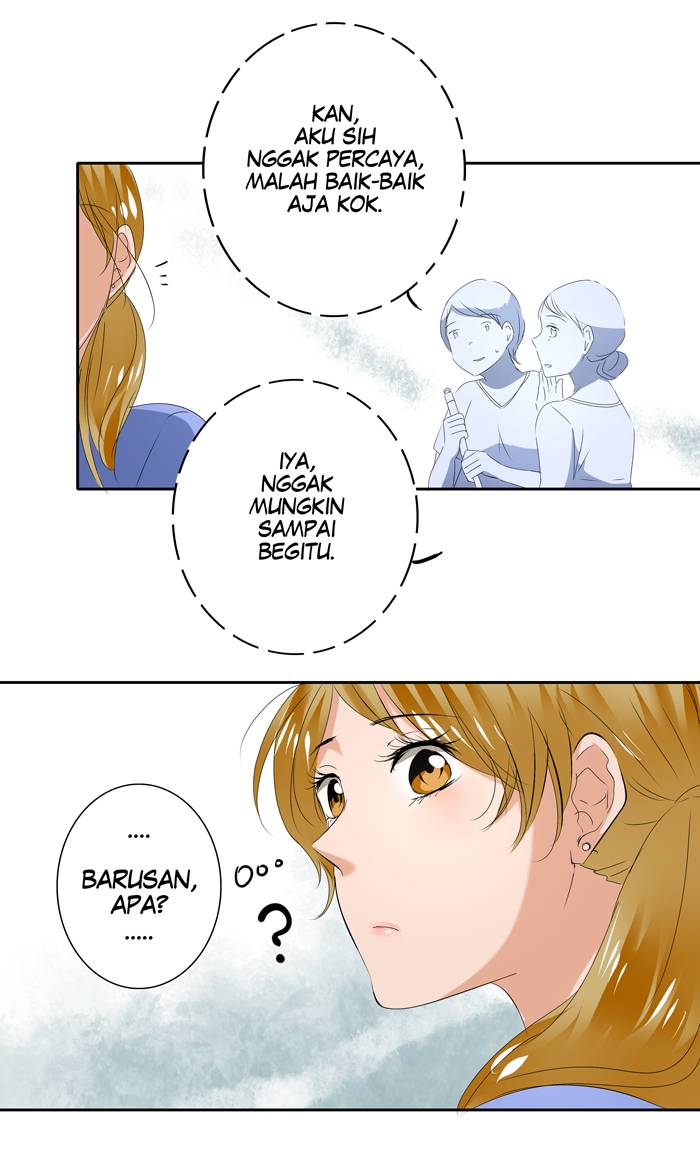 KAN,
AKU SIH
NGGAK PERCAYA,
MALAH BAIK-BAIK
AJA KOK.
IYA,
NGGAK
MUNGKIN
SAMPAI
BEGITU.
....
BARUSAN,
APA?
.....
?